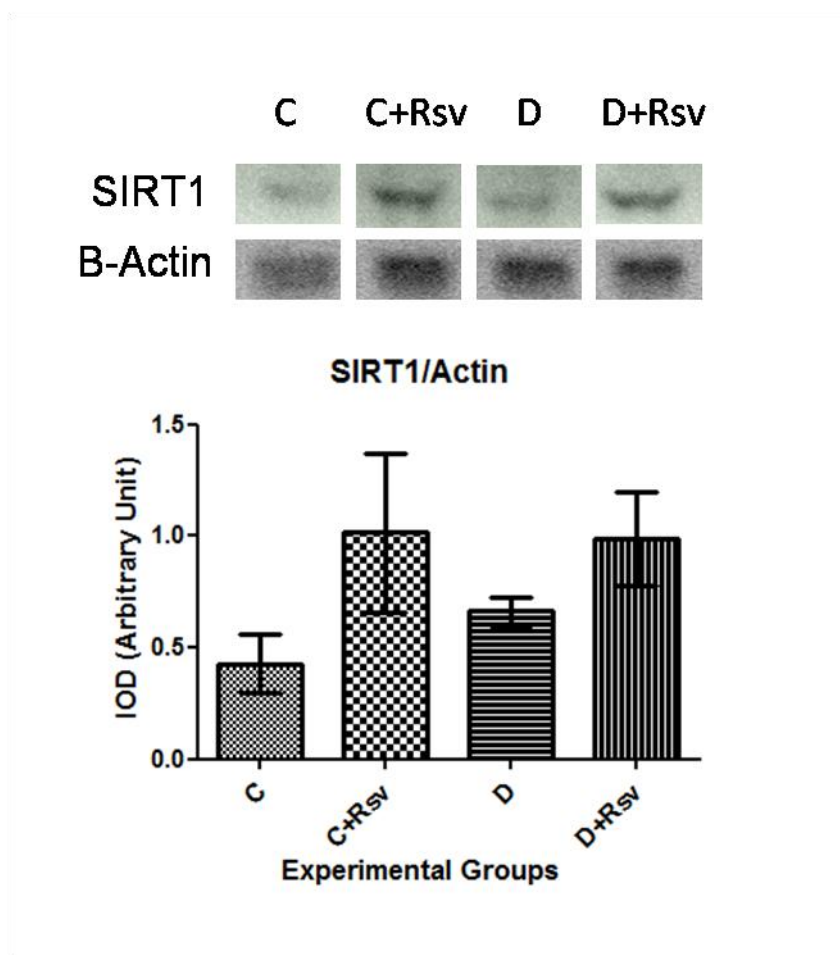 C C+Rsv D D+Rsv
SIRT1
B-Actin
SIRT1/Actin
1.5
1.0
0.5
0.0
IOD (Arbitrary Unit)
C C+Rsv D D+Rsv
Experimental Groups